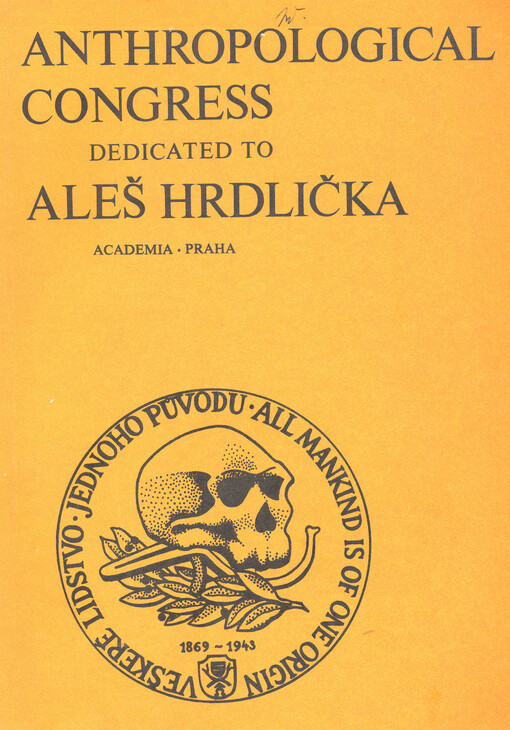 ANTHROPOLOGICAL
CONGRESS
DEDICATED TO
ALEŠ HRDLIČKA
ACADEMIA · PRAHA
VEŠKERÉ LIDSTVO · JEDNOHO PŮVODU · ALL MANKIND IS OF ONE ORIGIN
1869 – 1943